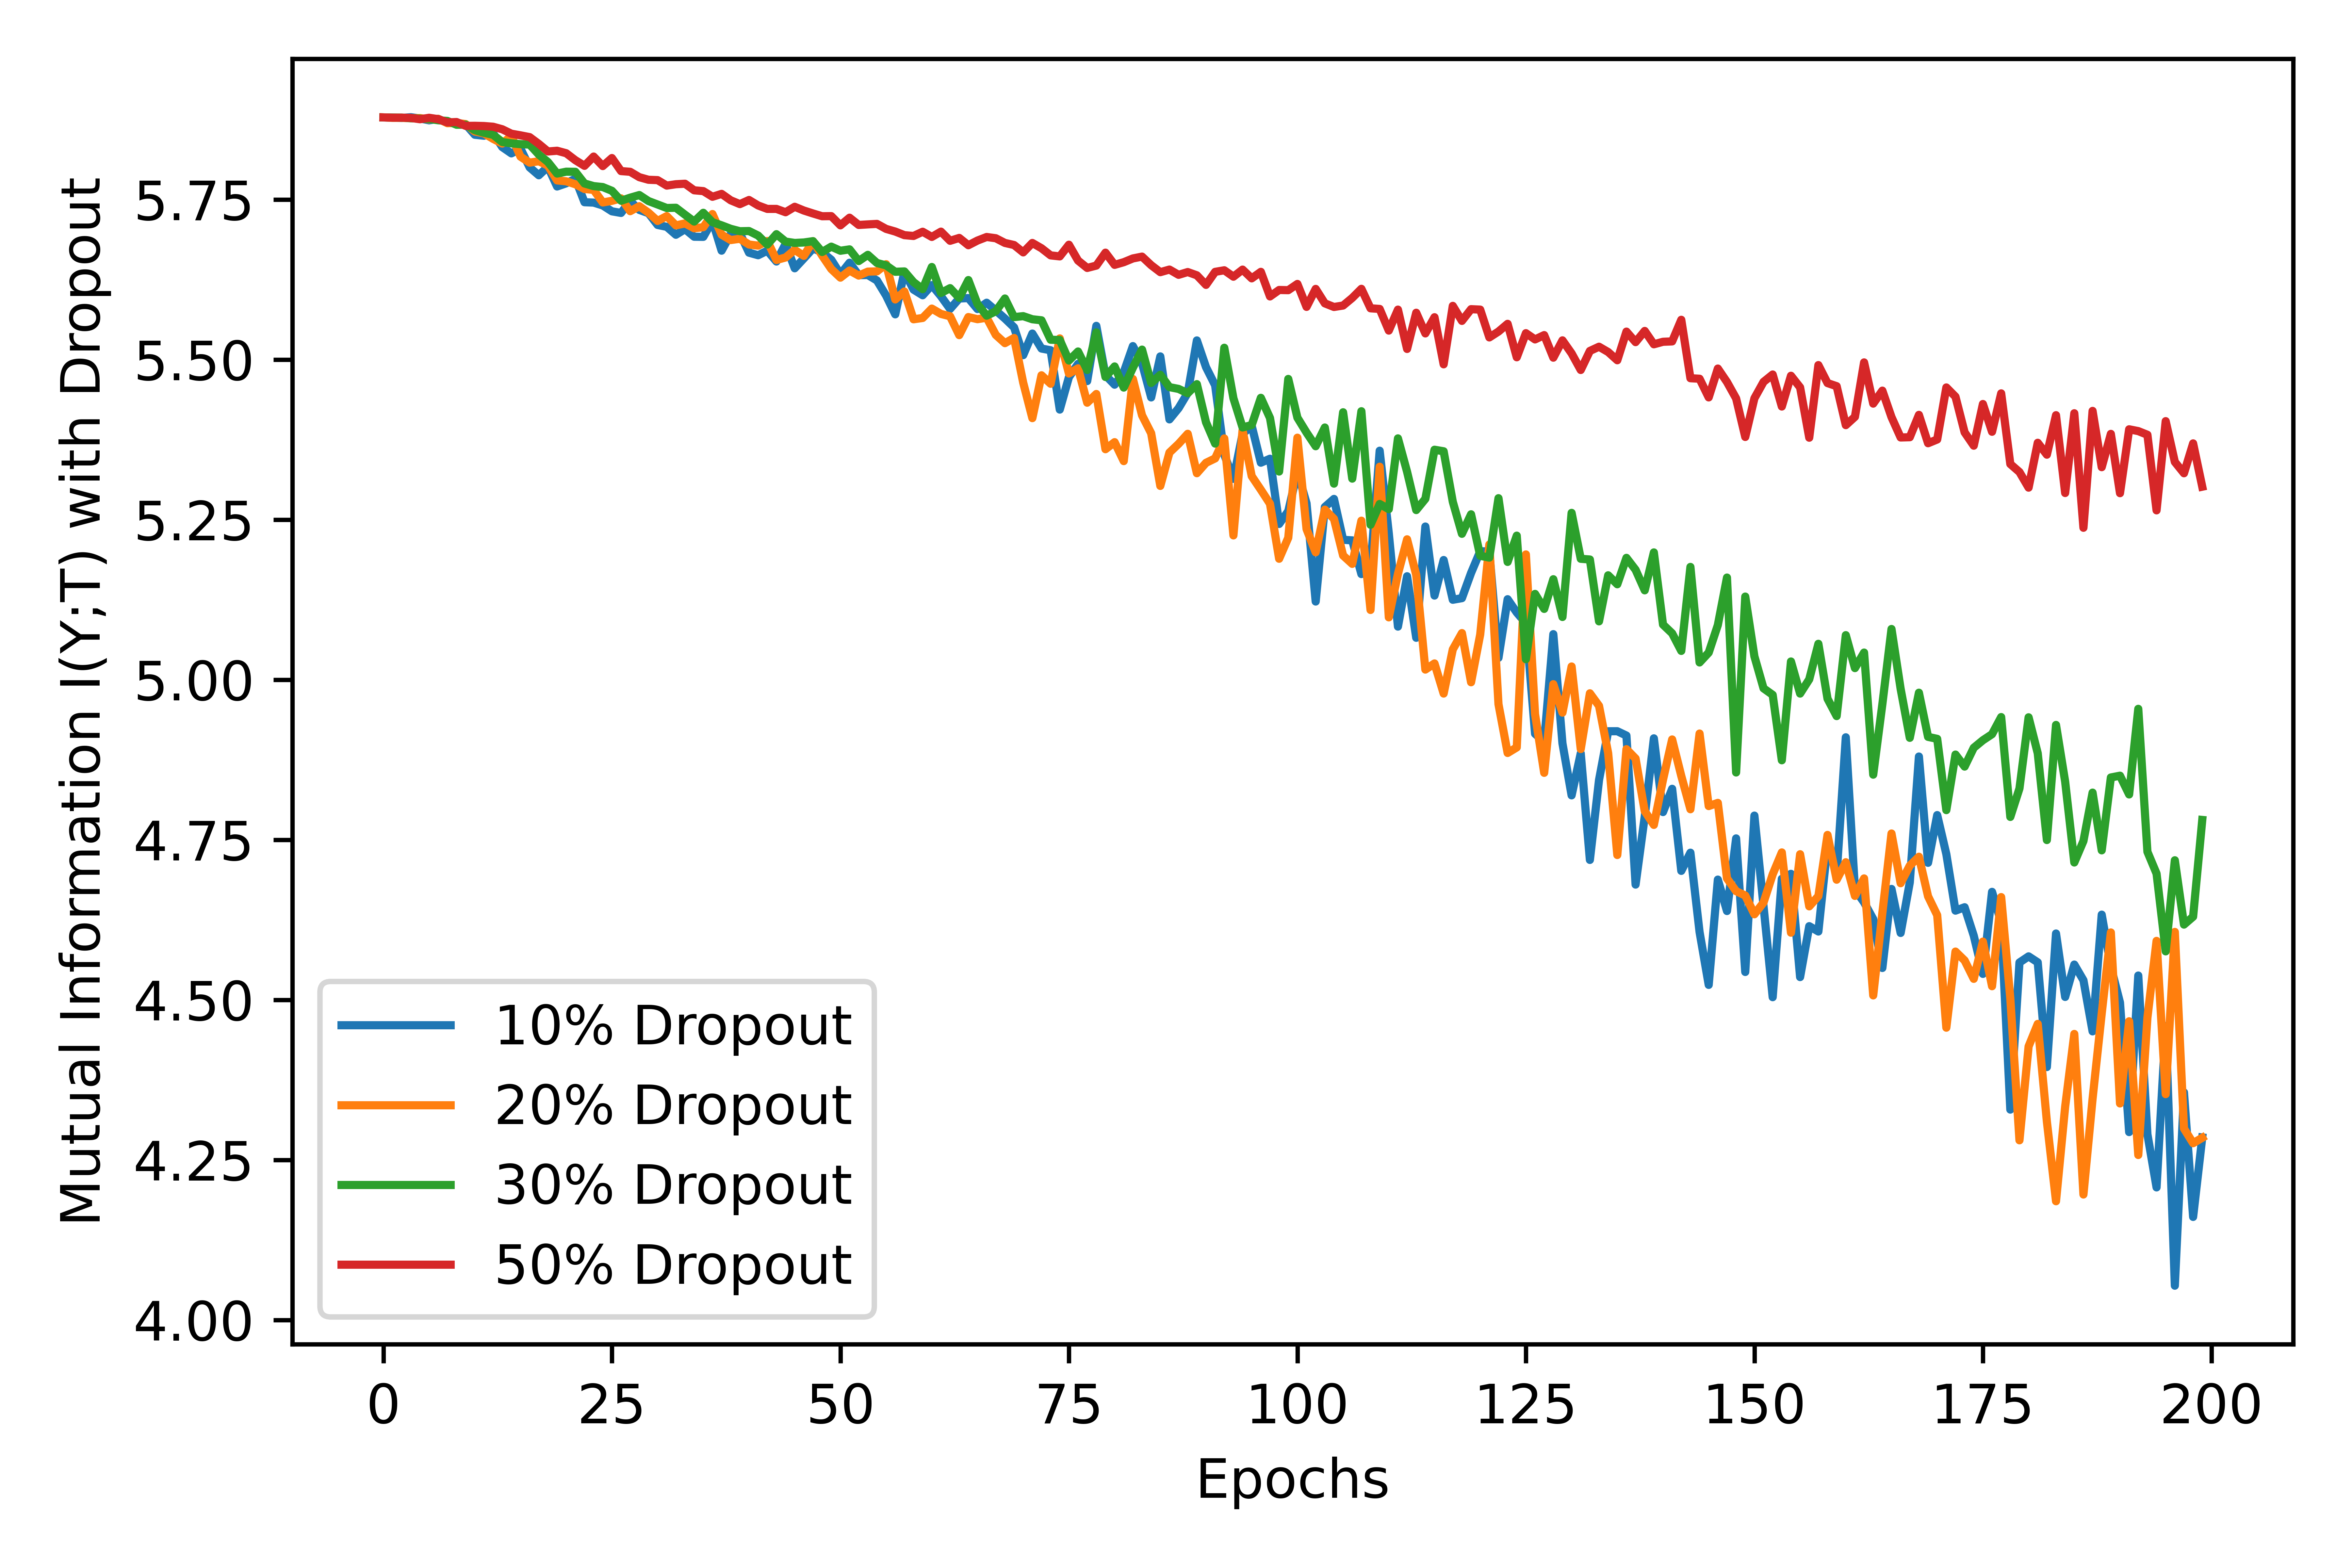 Mutual Information I(Y;T) with Dropout
5.75
5.50
5.25
5.00
4.75
4.50
4.25
4.00
10% Dropout
20% Dropout
30% Dropout
50% Dropout
0 25 50 75 100 125 150 175 200
Epochs